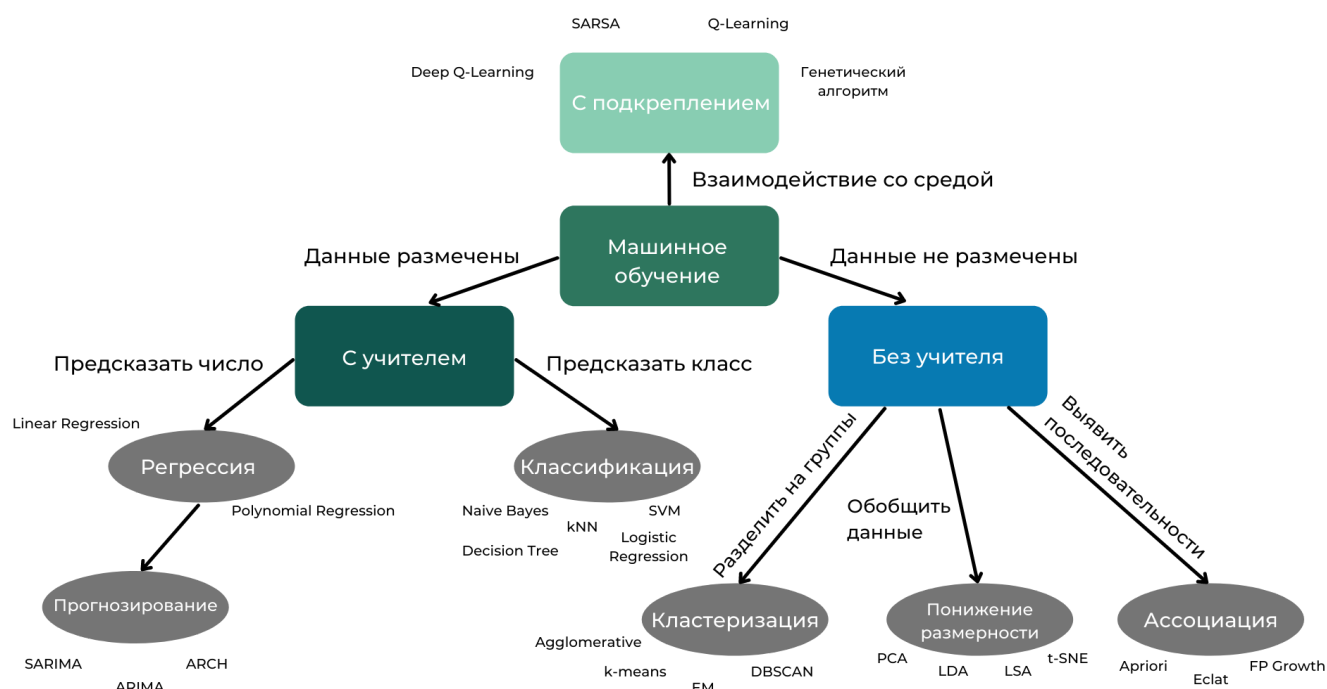 SARSA
Q-Learning
Deep Q-Learning
Генетический
алгоритм
С подкреплением
Взаимодействие со средой
Машинное
обучение
Данные размечены
Данные не размечены
С учителем
Без учителя
Предсказать число
Предсказать класс
Linear Regression
Регрессия
Polynomial Regression
Классификация
Naive Bayes
kNN
SVM
Decision Tree
Logistic
Regression
Разделить на группы
Обобщить
данные
Выявить
последовательности
Прогнозирование
SARIMA
ARCH
ARIMA
Кластеризация
Agglomerative
k-means
EM
DBSCAN
Понижение
размерности
PCA
LDA
LSA
t-SNE
Ассоциация
Apriori
Eclat
FP Growth